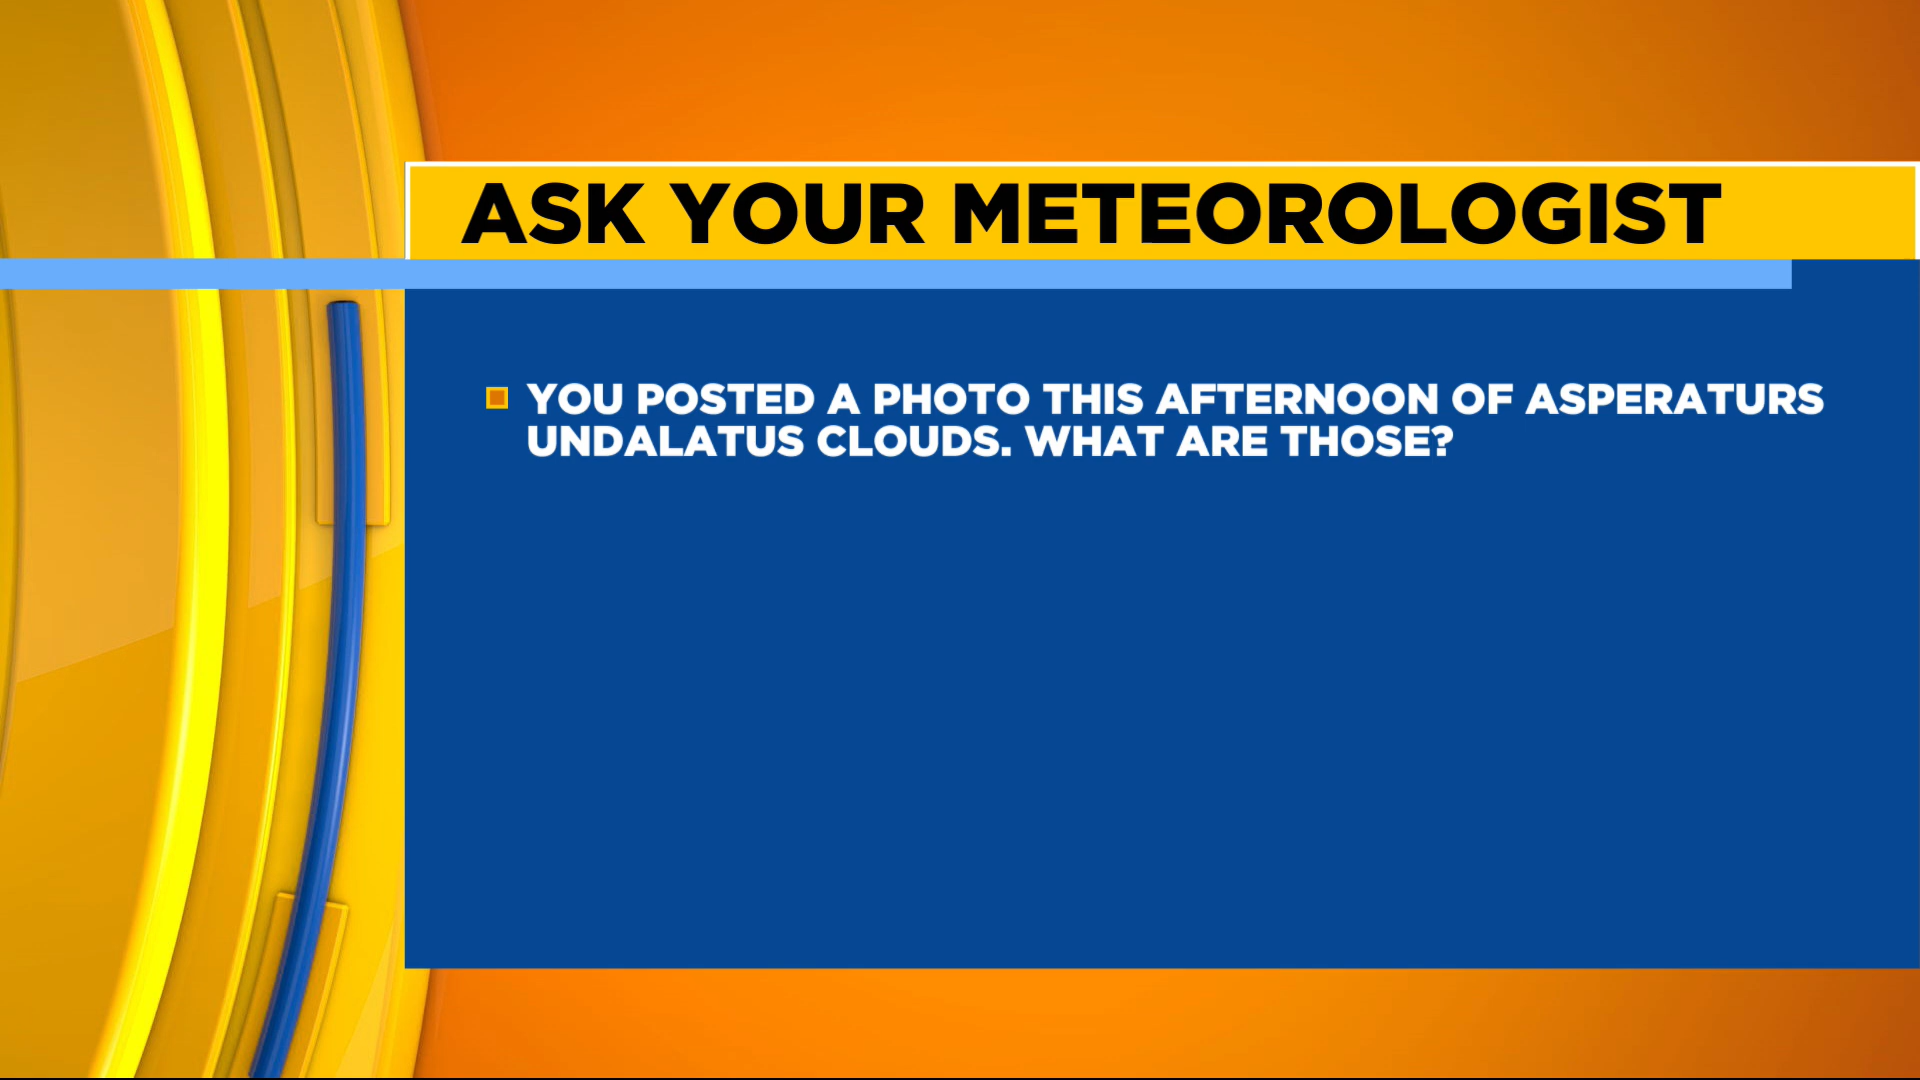 ASK YOUR METEOROLOGIST
YOU POSTED A PHOTO THIS AFTERNOON OF ASPERATURS
UNDALATUS CLOUDS. WHAT ARE THOSE?